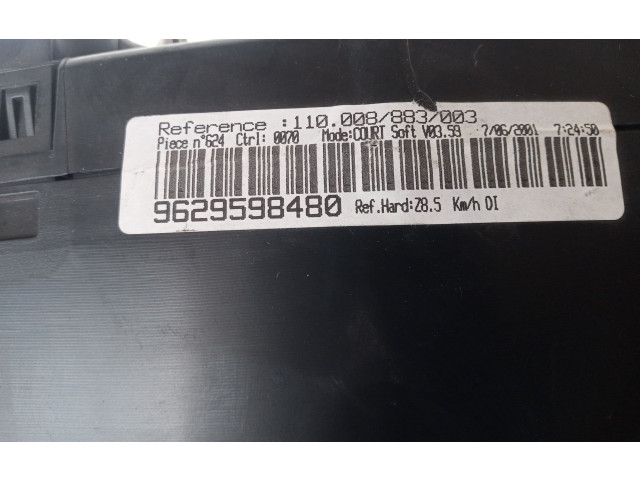 Reference :110.008/883/003
Piece n°624 Ctrl: 0070 Mode:COURT Soft V03.59 7/06/2001 7:24:50
9629598480 Ref.Hard:28.5 Km/h DI